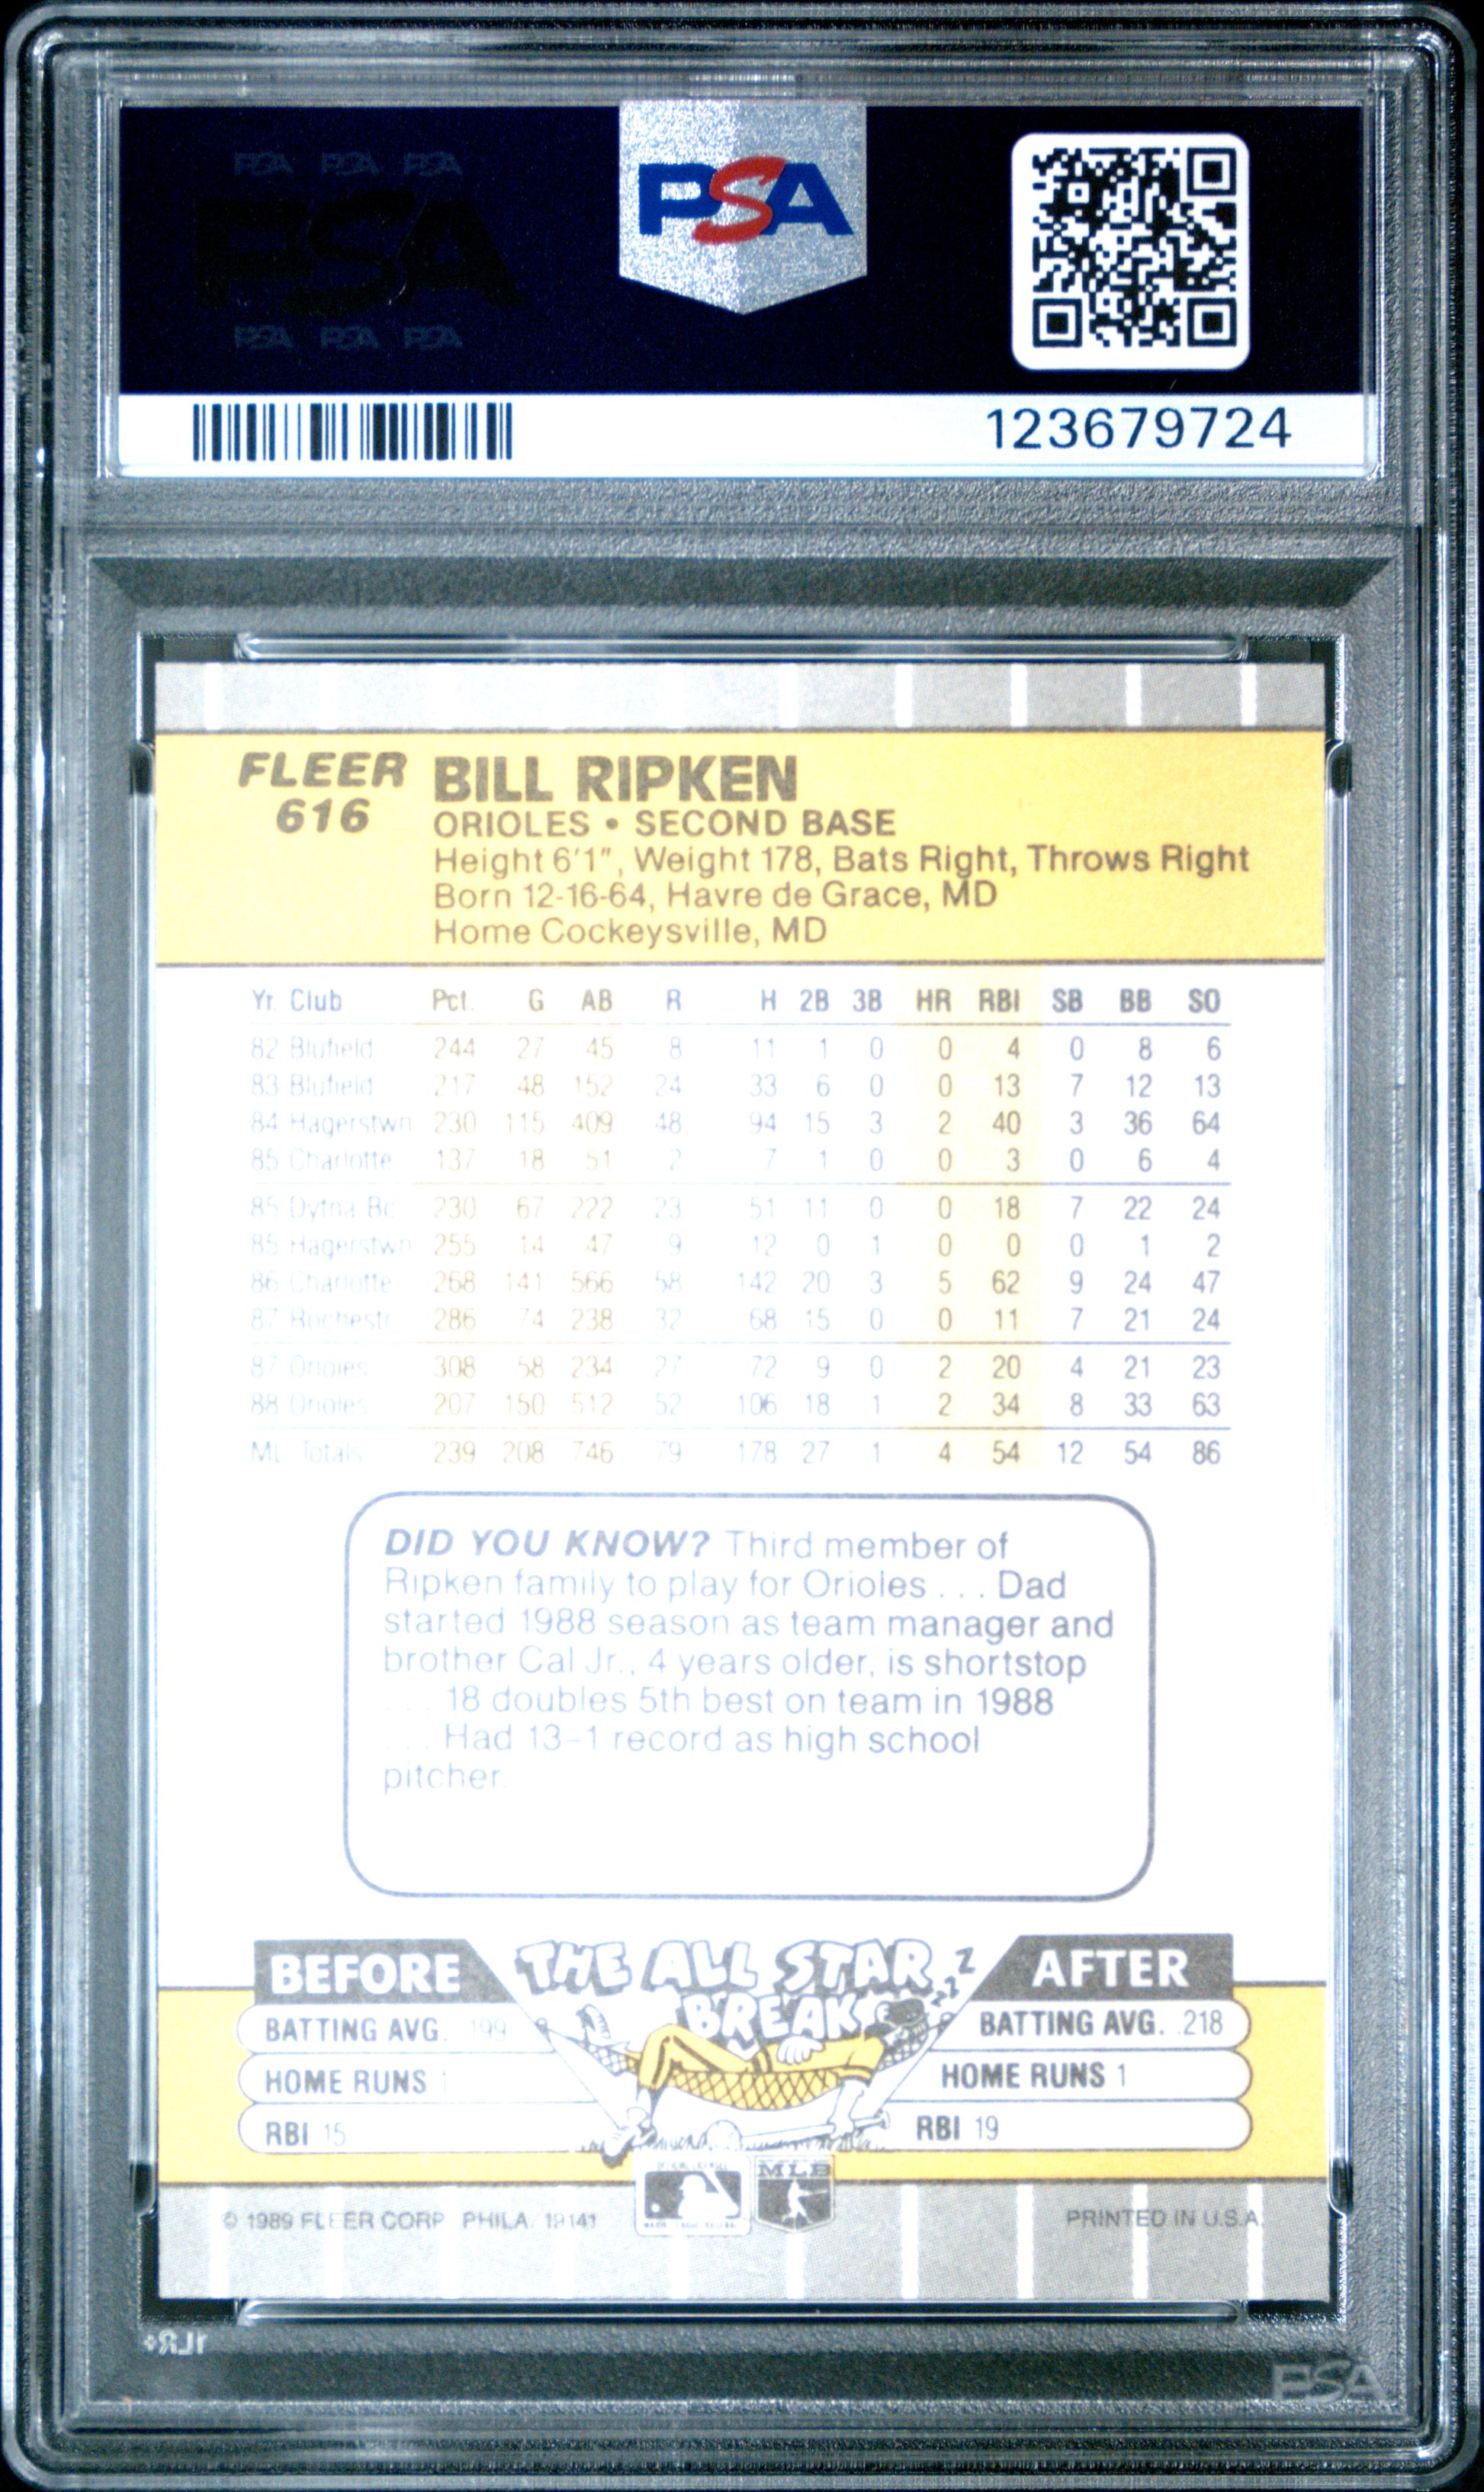 PSA PSA PSA
PSA
PSA PSA PSA
PSA
123679724
FLEER
616
BILL RIPKEN
ORIOLES • SECOND BASE
Height 6'1", Weight 178, Bats Right, Throws Right
Born 12-16-64, Havre de Grace, MD
Home Cockeysville, MD
Yr. Club Pct. G AB R H 2B 3B HR RBI SB BB SO
82 Blufield 244 27 45 8 11 1 0 0 4 0 8 6
83 Blufield 217 48 152 24 33 6 0 0 13 7 12 13
84 Hagerstwn 230 115 409 48 94 15 3 2 40 3 36 64
85 Charlotte 137 18 51 2 7 1 0 0 3 0 6 4
85 Dytna Bc 230 67 222 23 51 11 0 0 18 7 22 24
85 Hagerstwn 255 14 47 9 12 0 1 0 0 0 1 2
86 Charlotte 268 141 566 58 142 20 3 5 62 9 24 47
87 Rochestr 286 74 238 32 68 15 0 0 11 7 21 24
87 Orioles 308 58 234 27 72 9 0 2 20 4 21 23
88 Orioles 207 150 512 52 106 18 1 2 34 8 33 63
ML Totals 239 208 746 79 178 27 1 4 54 12 54 86
DID YOU KNOW? Third member of
Ripken family to play for Orioles . . . Dad
started 1988 season as team manager and
brother Cal Jr., 4 years older, is shortstop
. . . 18 doubles 5th best on team in 1988
. . . Had 13-1 record as high school
pitcher.
BEFORE THE ALL STAR BREAK ZZZZ AFTER
BATTING AVG. .199 BATTING AVG. .218
HOME RUNS 1 HOME RUNS 1
RBI 15 RBI 19
MLB
© 1989 FLEER CORP. PHILA. 19141 PRINTED IN U.S.A.
PSA